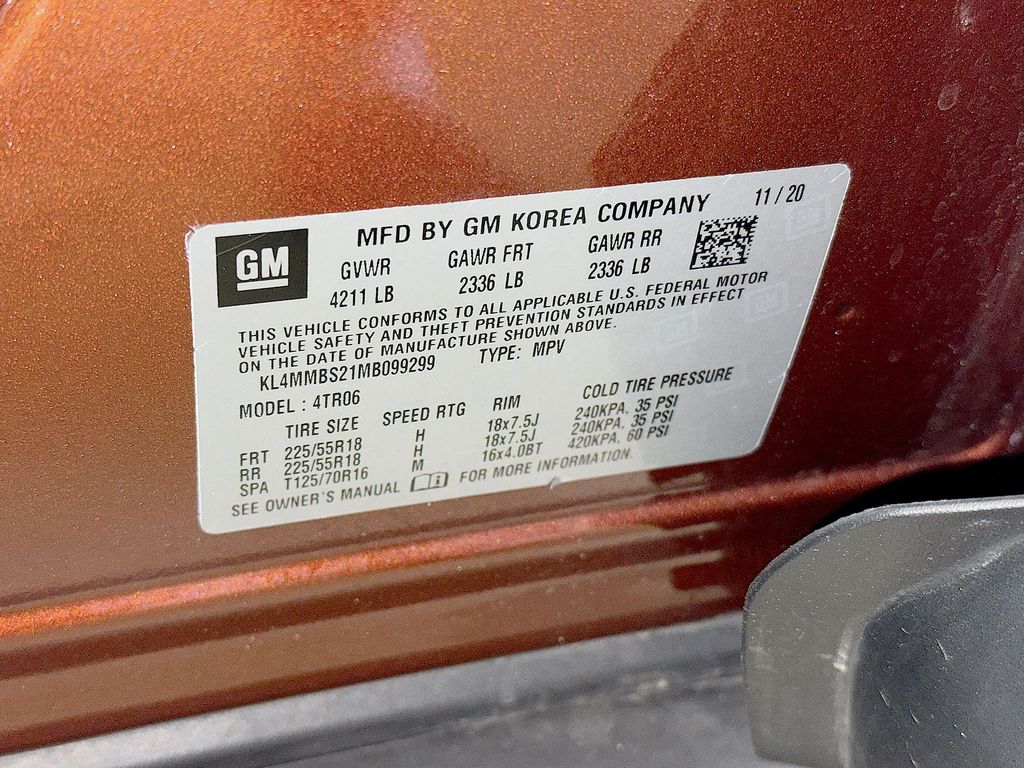 GM
MFD BY GM KOREA COMPANY 11 / 20
GVWR GAWR FRT GAWR RR
4211 LB 2336 LB 2336 LB
THIS VEHICLE CONFORMS TO ALL APPLICABLE U.S. FEDERAL MOTOR
VEHICLE SAFETY AND THEFT PREVENTION STANDARDS IN EFFECT
ON THE DATE OF MANUFACTURE SHOWN ABOVE.
KL4MMBS21MB099299 TYPE: MPV
MODEL : 4TR06
TIRE SIZE SPEED RTG RIM COLD TIRE PRESSURE
FRT 225/55R18 H 18x7.5J 240KPA. 35 PSI
RR 225/55R18 H 18x7.5J 240KPA. 35 PSI
SPA T125/70R16 M 16x4.0BT 420KPA. 60 PSI
SEE OWNER'S MANUAL FOR MORE INFORMATION.